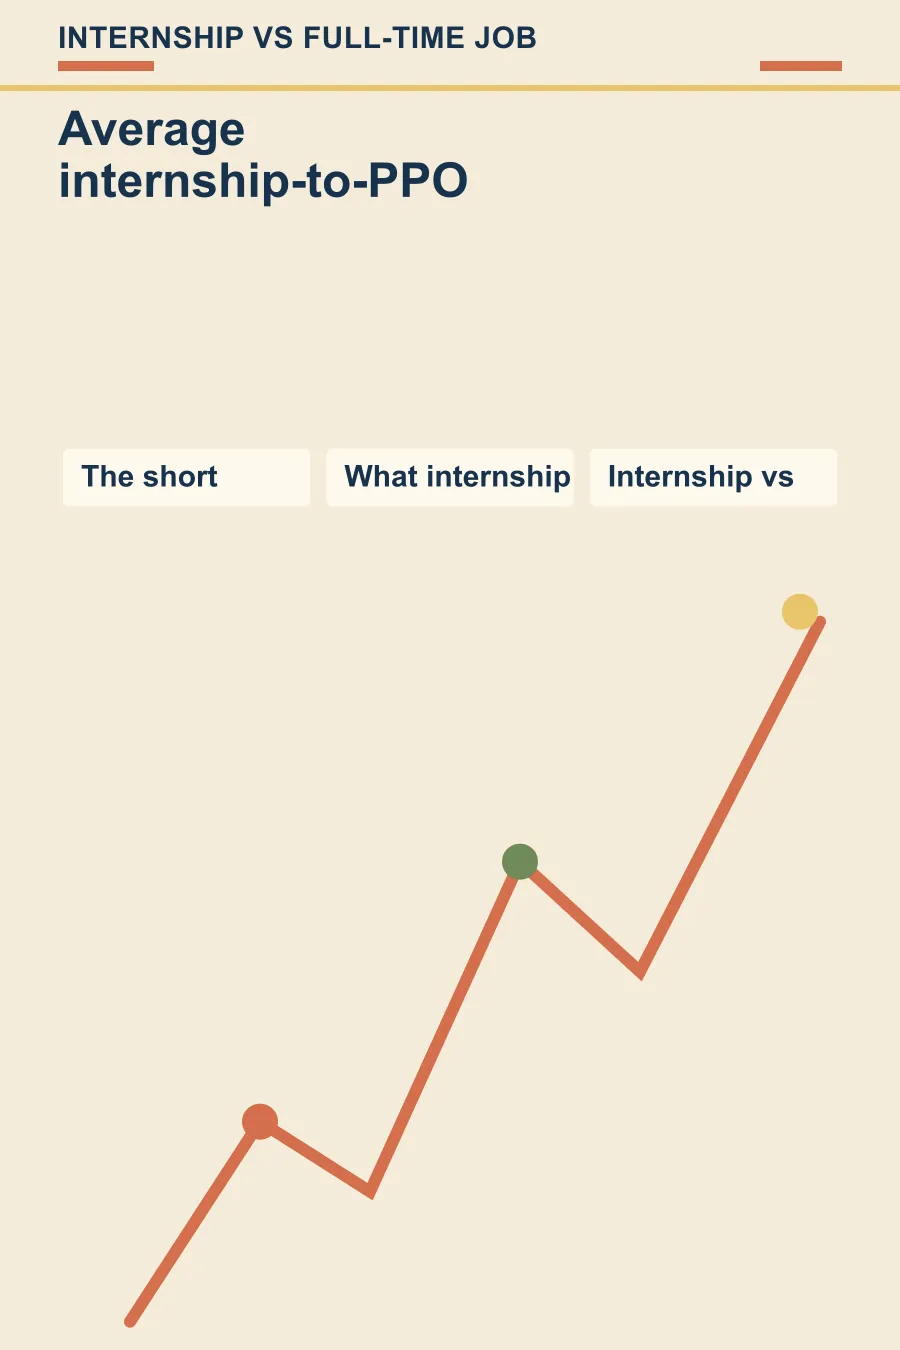 INTERNSHIP VS FULL-TIME JOB
Average
internship-to-PPO
The short
What internship
Internship vs